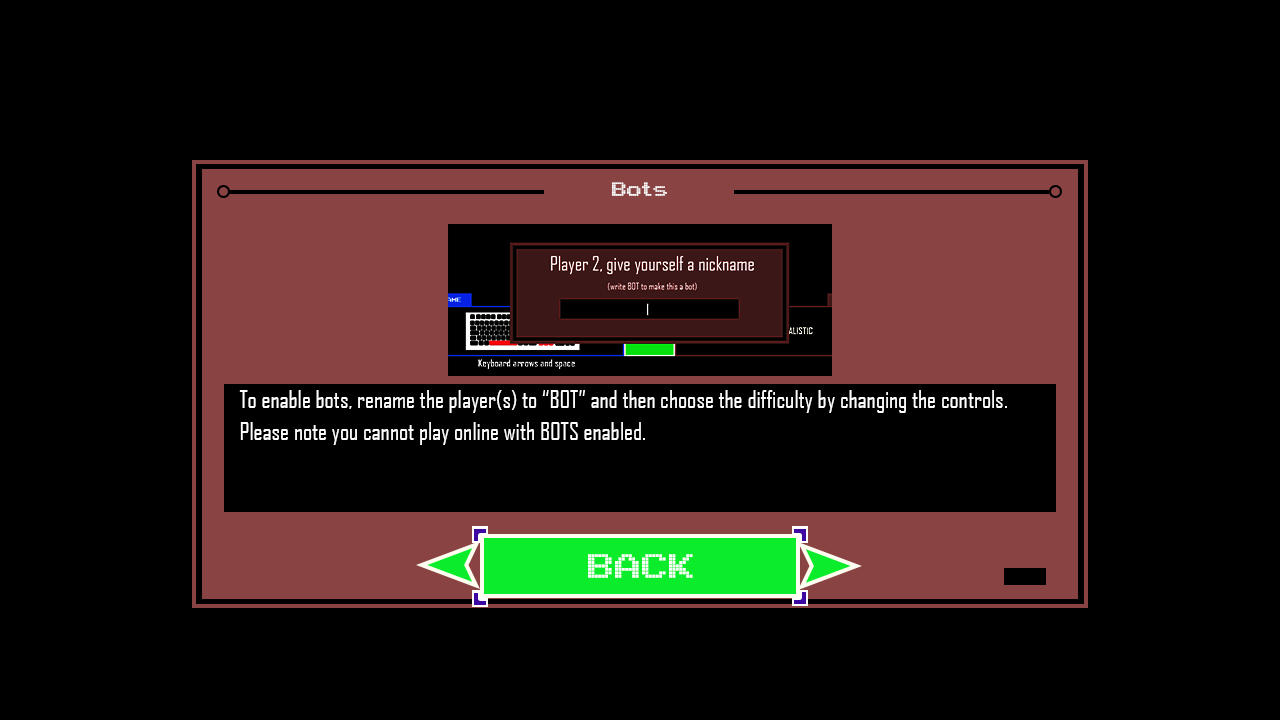 Bots
Player 2, give yourself a nickname
(write BOT to make this a bot)
AME
ALISTIC
Keyboard arrows and space
To enable bots, rename the player(s) to “BOT” and then choose the difficulty by changing the controls.
Please note you cannot play online with BOTS enabled.
BACK